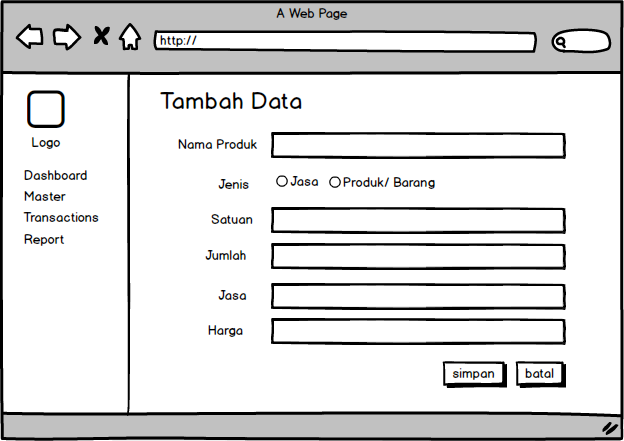 A Web Page
http://
Logo
Dashboard
Master
Transactions
Report
Tambah Data
Nama Produk
Jenis Jasa Produk/ Barang
Satuan
Jumlah
Jasa
Harga
simpan batal